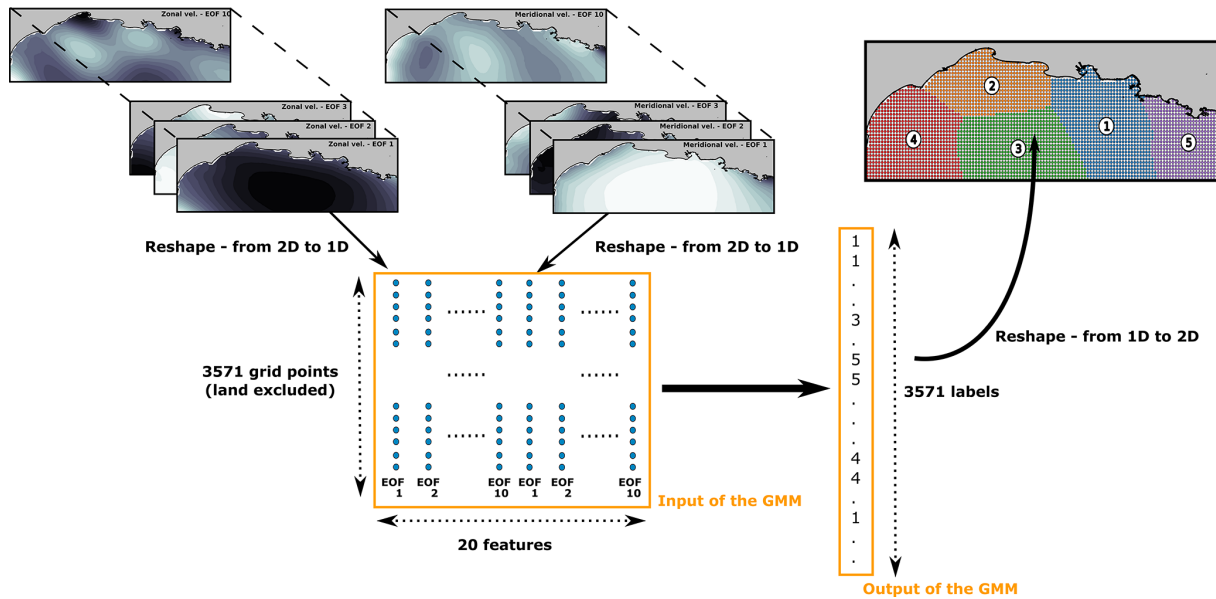 Zonal vel. - EOF 10
Zonal vel. - EOF 3
Zonal vel. - EOF 2
Zonal vel. - EOF 1
Meridional vel. - EOF 10
Meridional vel. - EOF 3
Meridional vel. - EOF 2
Meridional vel. - EOF 1
2
1
4
3
5
Reshape - from 2D to 1D
Reshape - from 2D to 1D
3571 grid points
(land excluded)
......
......
......
......
......
......
EOF 1
EOF 2
EOF 10
EOF 1
EOF 2
EOF 10
Input of the GMM
20 features
1
1
.
.
3
.
5
5
.
.
.
4
4
.
1
.
.
3571 labels
Output of the GMM
Reshape - from 1D to 2D